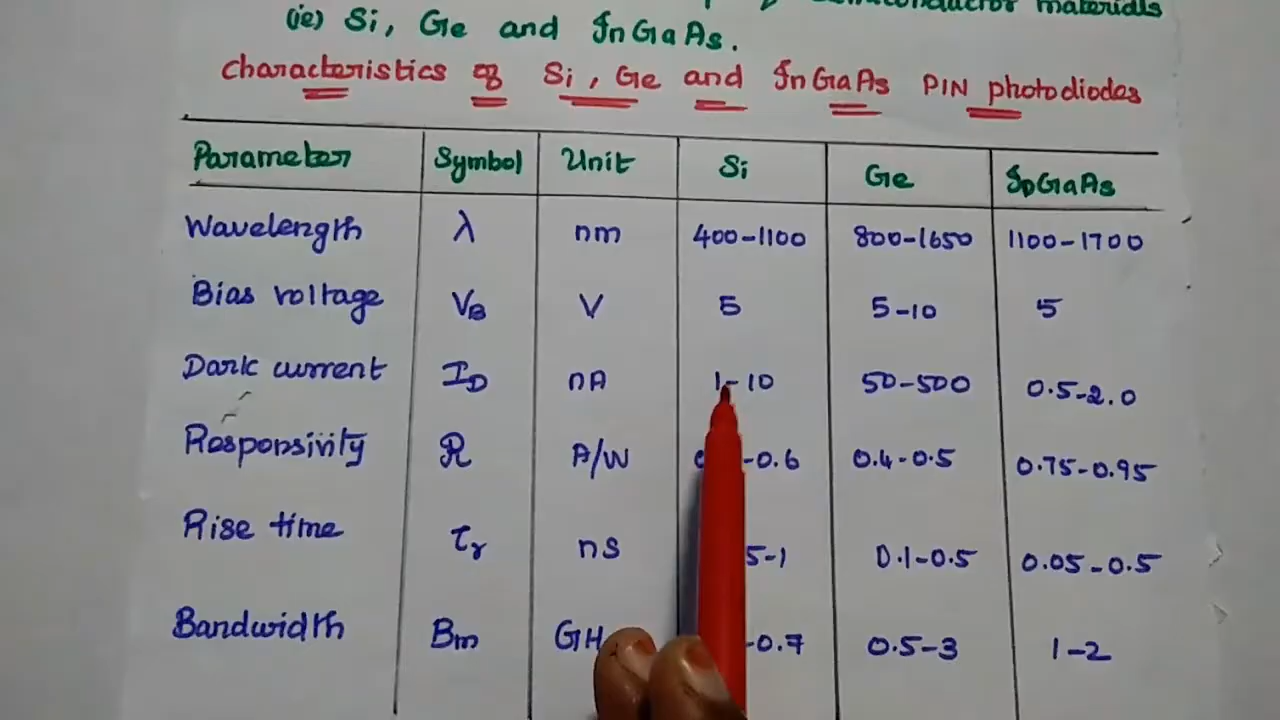 Semiconductor materials
(ie) Si, Ge and InGaAs.
Characteristics of Si, Ge and InGaAs PIN photodiodes
Parameter Symbol Unit Si Ge InGaAs
Wavelength λ nm 400-1100 800-1650 1100-1700
Bias voltage VB V 5 5-10 5
Dark current ID nA 1-10 50-500 0.5-2.0
Responsivity R A/W -0.6 0.4-0.5 0.75-0.95
Rise time τr nS 5-1 0.1-0.5 0.05-0.5
Bandwidth Bm GH -0.7 0.5-3 1-2